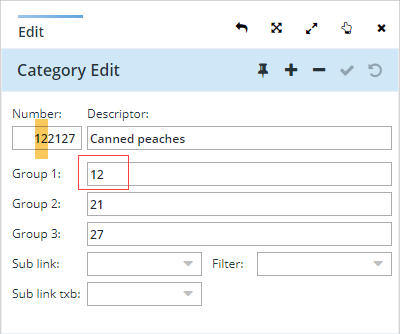 Edit
Category Edit
Number: Descriptor:
122127 Canned peaches
Group 1: 12
Group 2: 21
Group 3: 27
Sub link: Filter:
Sub link txb: